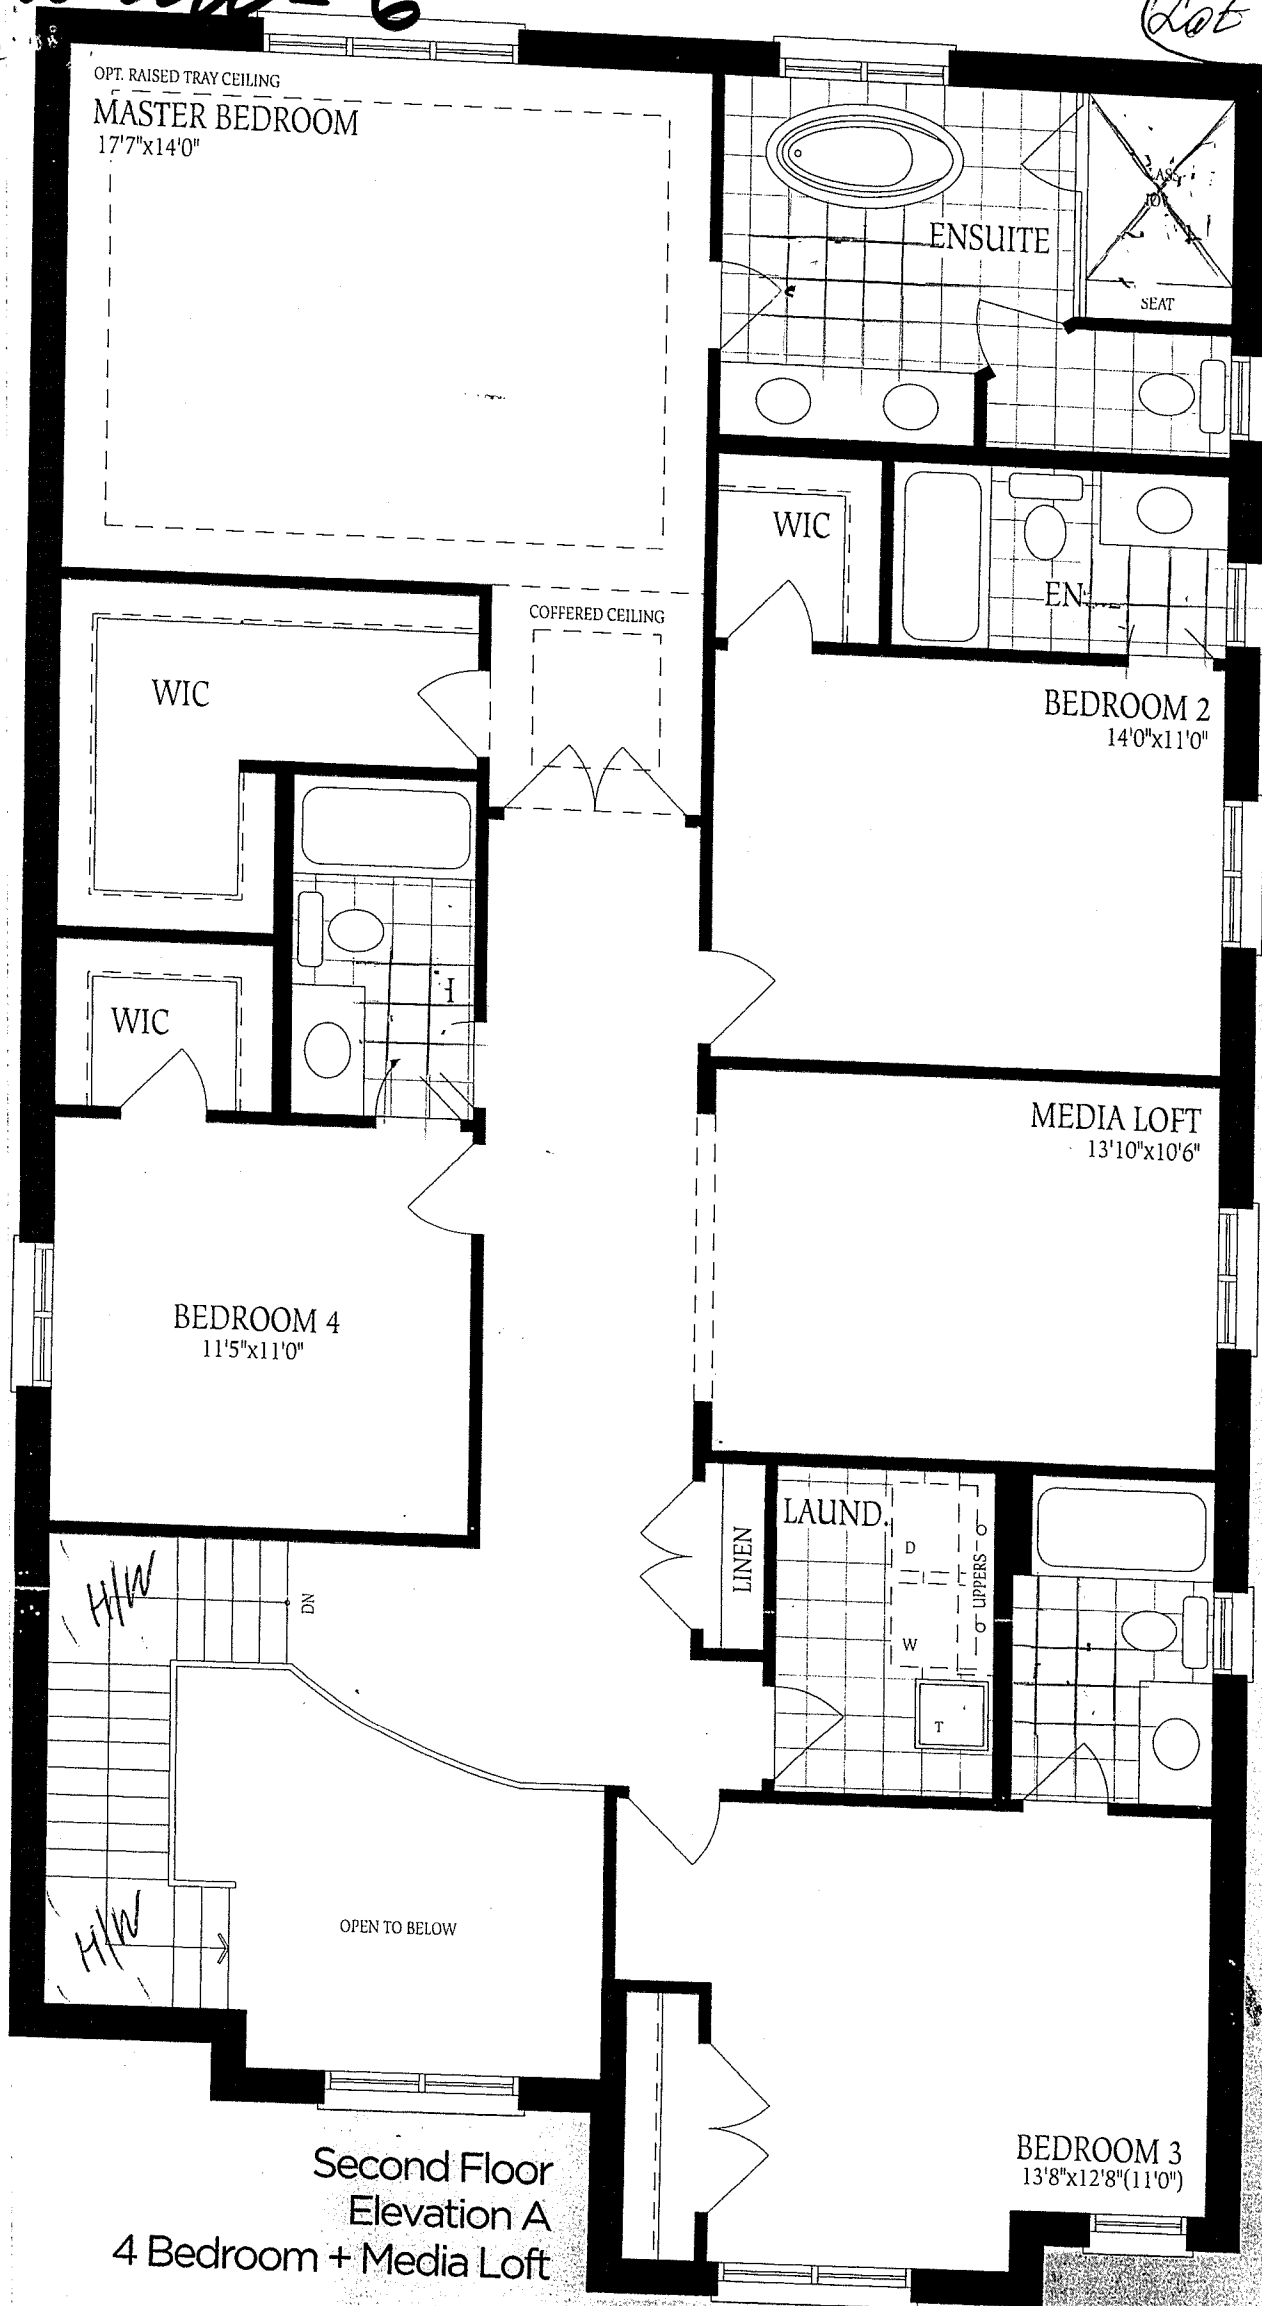 Lot
OPT. RAISED TRAY CEILING
MASTER BEDROOM
17'7"x14'0"
ENSUITE
SEAT
WIC
EN
COFFERED CEILING
WIC
BEDROOM 2
14'0"x11'0"
WIC
MEDIA LOFT
13'10"x10'6"
BEDROOM 4
11'5"x11'0"
LAUND.
LINEN
D
UPPERS
W
T
H/W
DN
H/W
OPEN TO BELOW
BEDROOM 3
13'8"x12'8"(11'0")
Second Floor
Elevation A
4 Bedroom + Media Loft